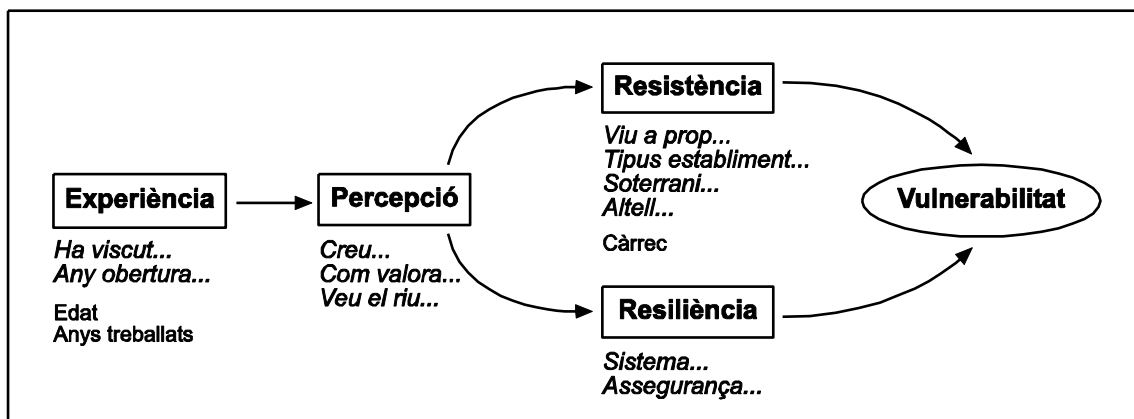 Experiència
Ha viscut...
Any obertura...
Edat
Anys treballats
Percepció
Creu...
Com valora...
Veu el riu...
Resistència
Viu a prop...
Tipus establiment...
Soterrani...
Altell...
Càrrec
Resiliència
Sistema...
Assegurança...
Vulnerabilitat